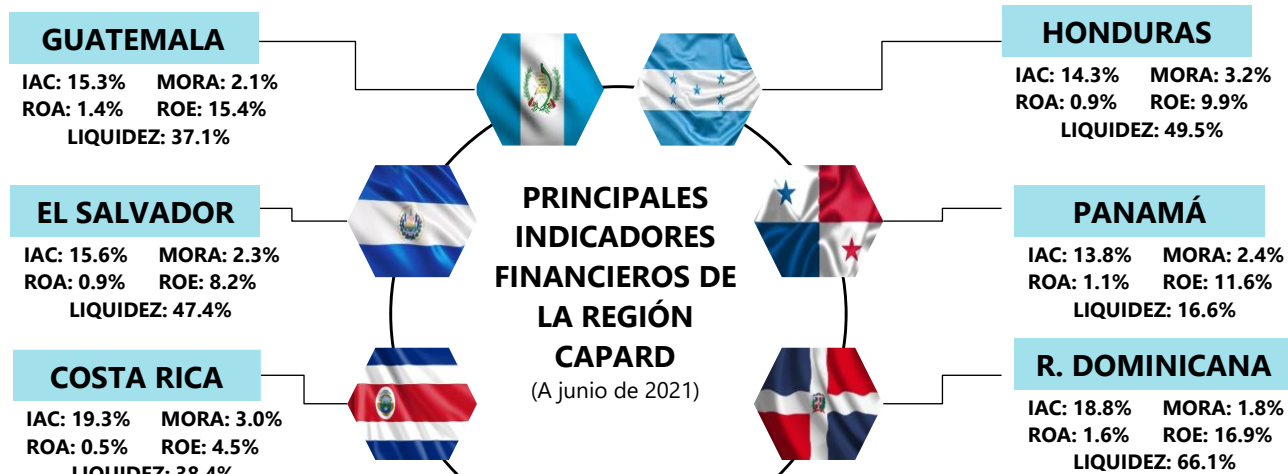 GUATEMALA
IAC: 15.3% MORA: 2.1%
ROA: 1.4% ROE: 15.4%
LIQUIDEZ: 37.1%
HONDURAS
IAC: 14.3% MORA: 3.2%
ROA: 0.9% ROE: 9.9%
LIQUIDEZ: 49.5%
PRINCIPALES
INDICADORES
FINANCIEROS DE
LA REGIÓN
CAPARD
(A junio de 2021)
EL SALVADOR
IAC: 15.6% MORA: 2.3%
ROA: 0.9% ROE: 8.2%
LIQUIDEZ: 47.4%
PANAMÁ
IAC: 13.8% MORA: 2.4%
ROA: 1.1% ROE: 11.6%
LIQUIDEZ: 16.6%
COSTA RICA
IAC: 19.3% MORA: 3.0%
ROA: 0.5% ROE: 4.5%
LIQUIDEZ: 38.4%
R. DOMINICANA
IAC: 18.8% MORA: 1.8%
ROA: 1.6% ROE: 16.9%
LIQUIDEZ: 66.1%